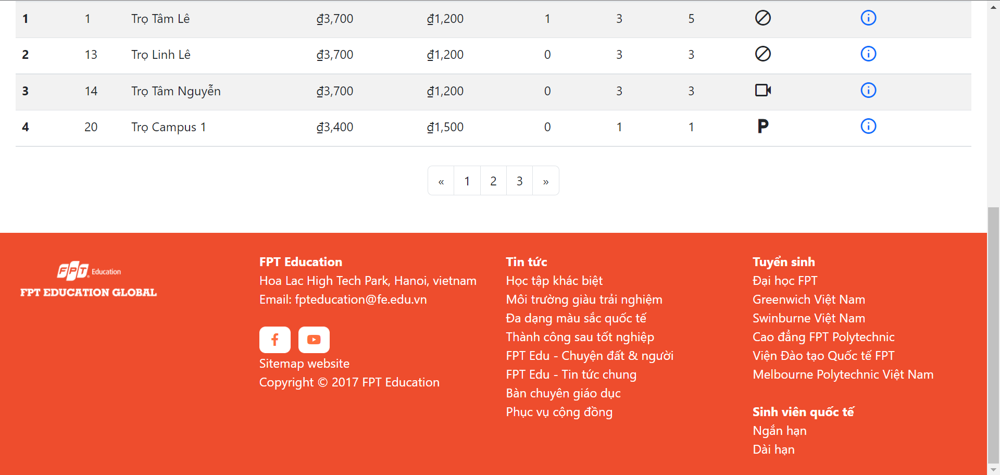 1 1 Trọ Tâm Lê ₫3,700 ₫1,200 1 3 5
2 13 Trọ Linh Lê ₫3,700 ₫1,200 0 3 3
3 14 Trọ Tâm Nguyễn ₫3,700 ₫1,200 0 3 3
4 20 Trọ Campus 1 ₫3,400 ₫1,500 0 1 1 P
« 1 2 3 »
FPT Education
FPT EDUCATION GLOBAL
FPT Education
Hoa Lac High Tech Park, Hanoi, vietnam
Email: fpteducation@fe.edu.vn
Sitemap website
Copyright © 2017 FPT Education
Tin tức
Học tập khác biệt
Môi trường giàu trải nghiệm
Đa dạng màu sắc quốc tế
Thành công sau tốt nghiệp
FPT Edu - Chuyện đất & người
FPT Edu - Tin tức chung
Bàn chuyên giáo dục
Phục vụ cộng đồng
Tuyển sinh
Đại học FPT
Greenwich Việt Nam
Swinburne Việt Nam
Cao đẳng FPT Polytechnic
Viện Đào tạo Quốc tế FPT
Melbourne Polytechnic Việt Nam
Sinh viên quốc tế
Ngắn hạn
Dài hạn